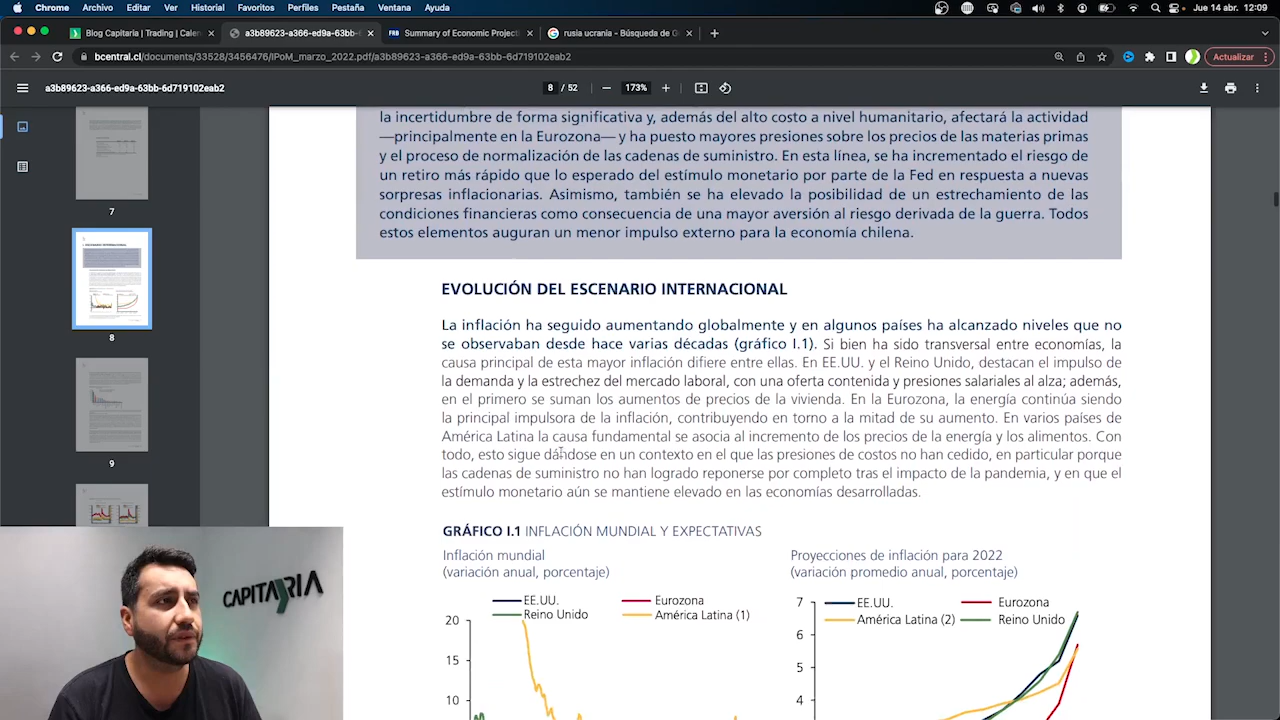 Chrome Archivo Editar Ver Historial Favoritos Perfiles Pestaña Ventana Ayuda
Jue 14 abr. 12:09
Blog Capitaria | Trading | Caler
a3b89623-a366-ed9a-63bb-
FRB Summary of Economic Projecti
rusia ucrania - Búsqueda de G
bcentral.cl/documents/33528/3456476/IPoM_marzo_2022.pdf/a3b89623-a366-ed9a-63bb-6d719102eab2
Actualizar
a3b89623-a366-ed9a-63bb-6d719102eab2
8 / 52
173%
7
8
9
la incertidumbre de forma significativa y, además del alto costo a nivel humanitario, afectará la actividad
—principalmente en la Eurozona— y ha puesto mayores presiones sobre los precios de las materias primas
y el proceso de normalización de las cadenas de suministro. En esta línea, se ha incrementado el riesgo de
un retiro más rápido que lo esperado del estímulo monetario por parte de la Fed en respuesta a nuevas
sorpresas inflacionarias. Asimismo, también se ha elevado la posibilidad de un estrechamiento de las
condiciones financieras como consecuencia de una mayor aversión al riesgo derivada de la guerra. Todos
estos elementos auguran un menor impulso externo para la economía chilena.
EVOLUCIÓN DEL ESCENARIO INTERNACIONAL
La inflación ha seguido aumentando globalmente y en algunos países ha alcanzado niveles que no
se observaban desde hace varias décadas (gráfico I.1). Si bien ha sido transversal entre economías, la
causa principal de esta mayor inflación difiere entre ellas. En EE.UU. y el Reino Unido, destacan el impulso de
la demanda y la estrechez del mercado laboral, con una oferta contenida y presiones salariales al alza; además,
en el primero se suman los aumentos de precios de la vivienda. En la Eurozona, la energía continúa siendo
la principal impulsora de la inflación, contribuyendo en torno a la mitad de su aumento. En varios países de
América Latina la causa fundamental se asocia al incremento de los precios de la energía y los alimentos. Con
todo, esto sigue dándose en un contexto en el que las presiones de costos no han cedido, en particular porque
las cadenas de suministro no han logrado reponerse por completo tras el impacto de la pandemia, y en que el
estímulo monetario aún se mantiene elevado en las economías desarrolladas.
GRÁFICO I.1 INFLACIÓN MUNDIAL Y EXPECTATIVAS
Inflación mundial
(variación anual, porcentaje)
EE.UU. Eurozona
Reino Unido América Latina (1)
20
15
10
Proyecciones de inflación para 2022
(variación promedio anual, porcentaje)
EE.UU. Eurozona
América Latina (2) Reino Unido
7
6
5
4
CAPITARIA